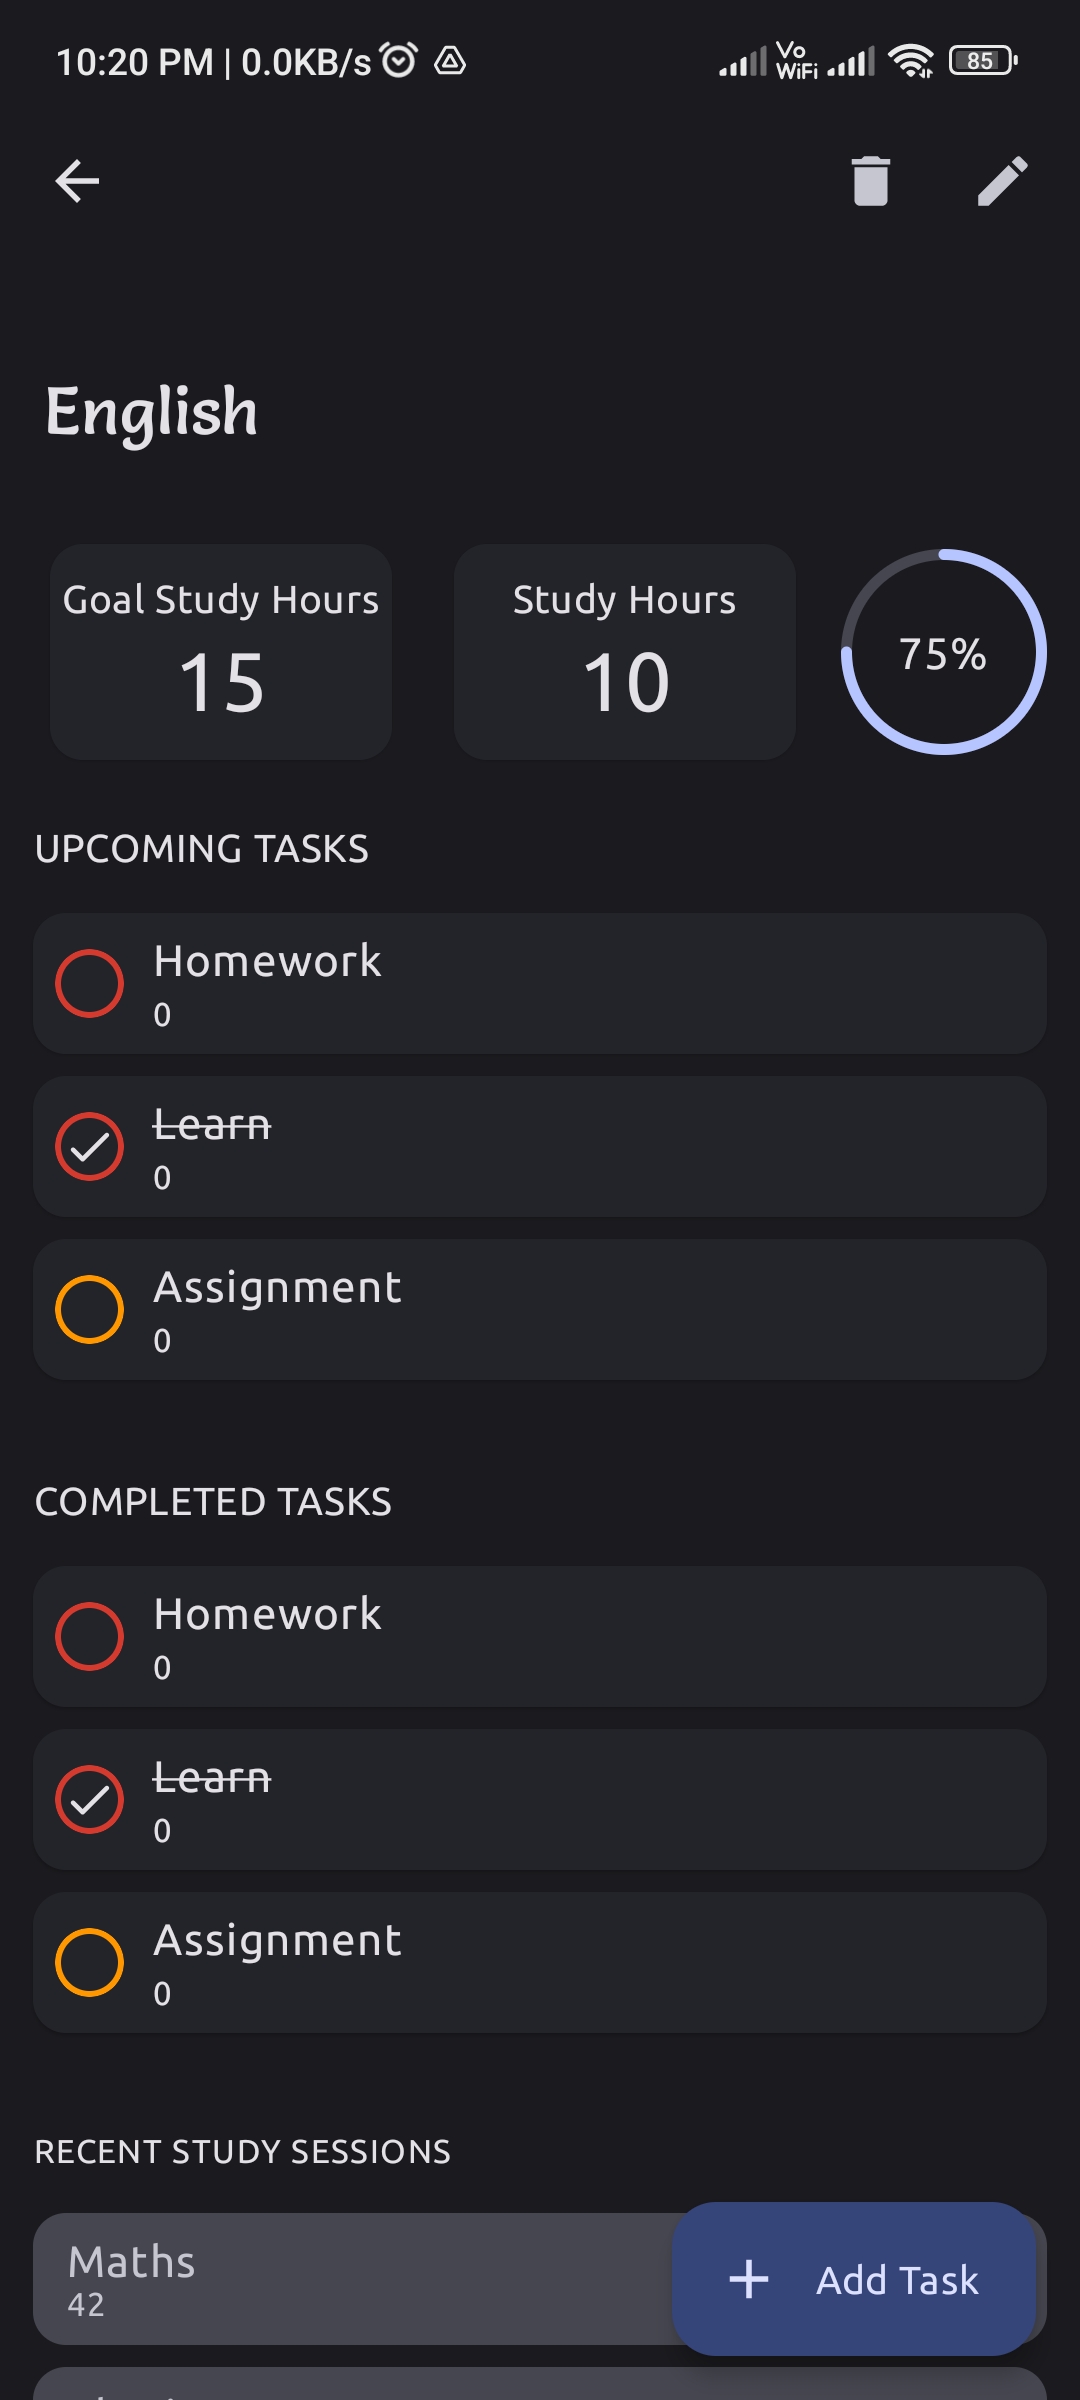 10:20 PM | 0.0KB/s
Vo
WiFi
85
English
Goal Study Hours
15
Study Hours
10
75%
UPCOMING TASKS
Homework
0
Learn
0
Assignment
0
COMPLETED TASKS
Homework
0
Learn
0
Assignment
0
RECENT STUDY SESSIONS
Maths
42
Add Task